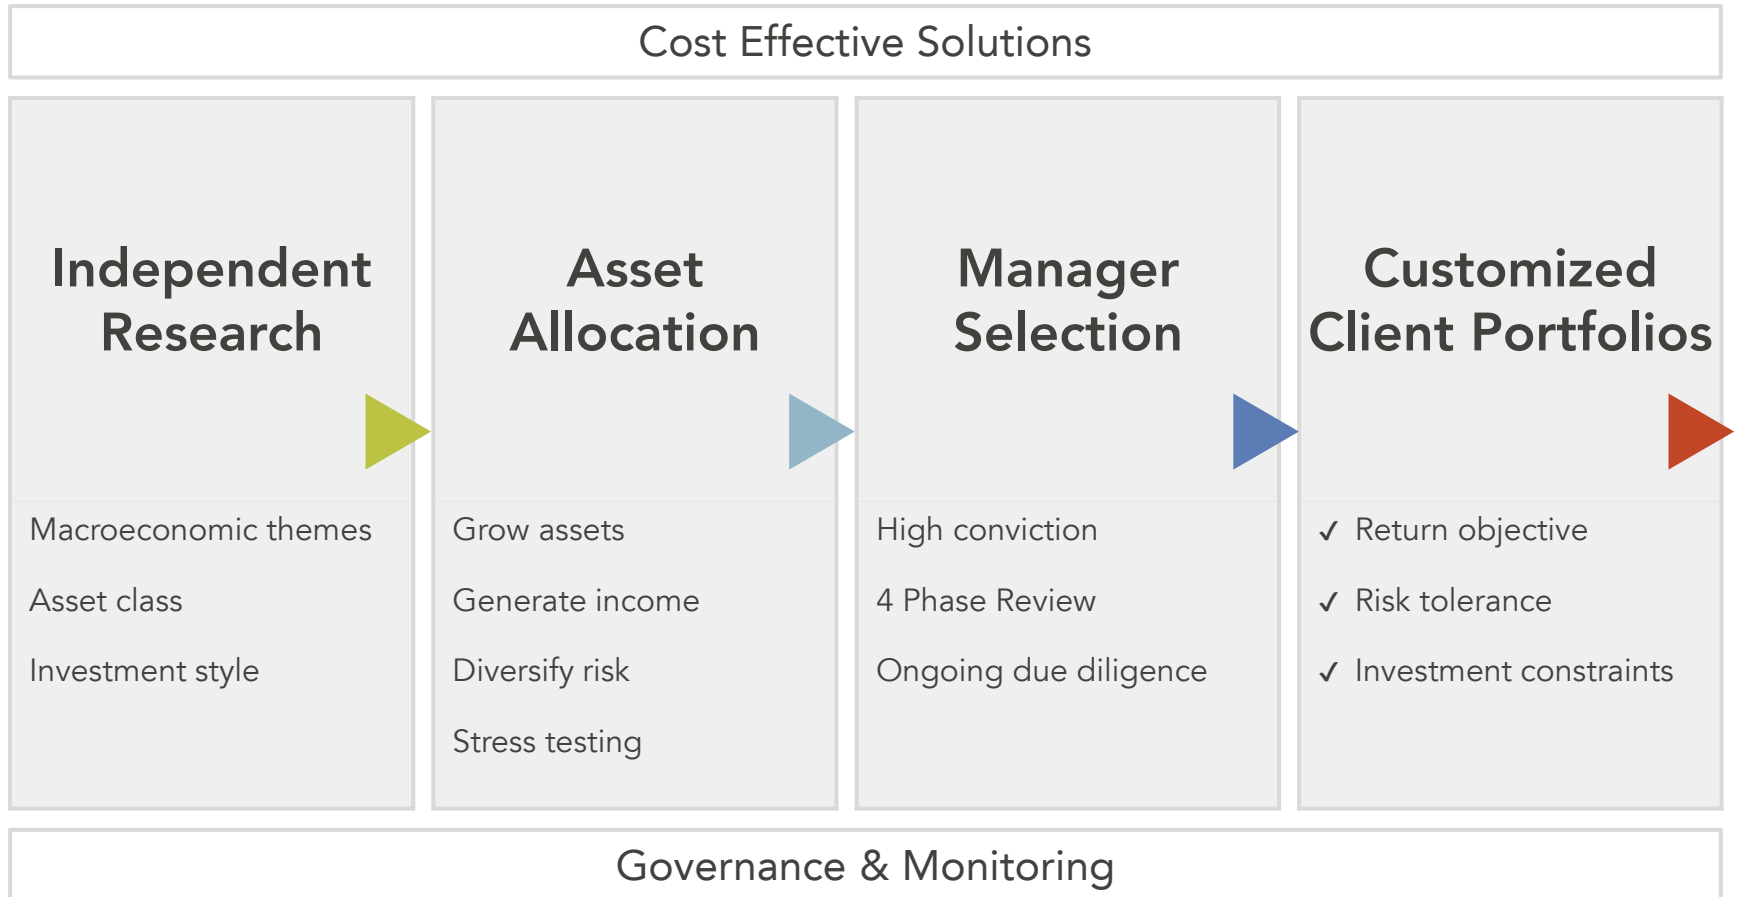 Cost Effective Solutions
Independent
Research
Macroeconomic themes
Asset class
Investment style
Asset
Allocation
Grow assets
Generate income
Diversify risk
Stress testing
Manager
Selection
High conviction
4 Phase Review
Ongoing due diligence
Customized
Client Portfolios
✓ Return objective
✓ Risk tolerance
✓ Investment constraints
Governance & Monitoring